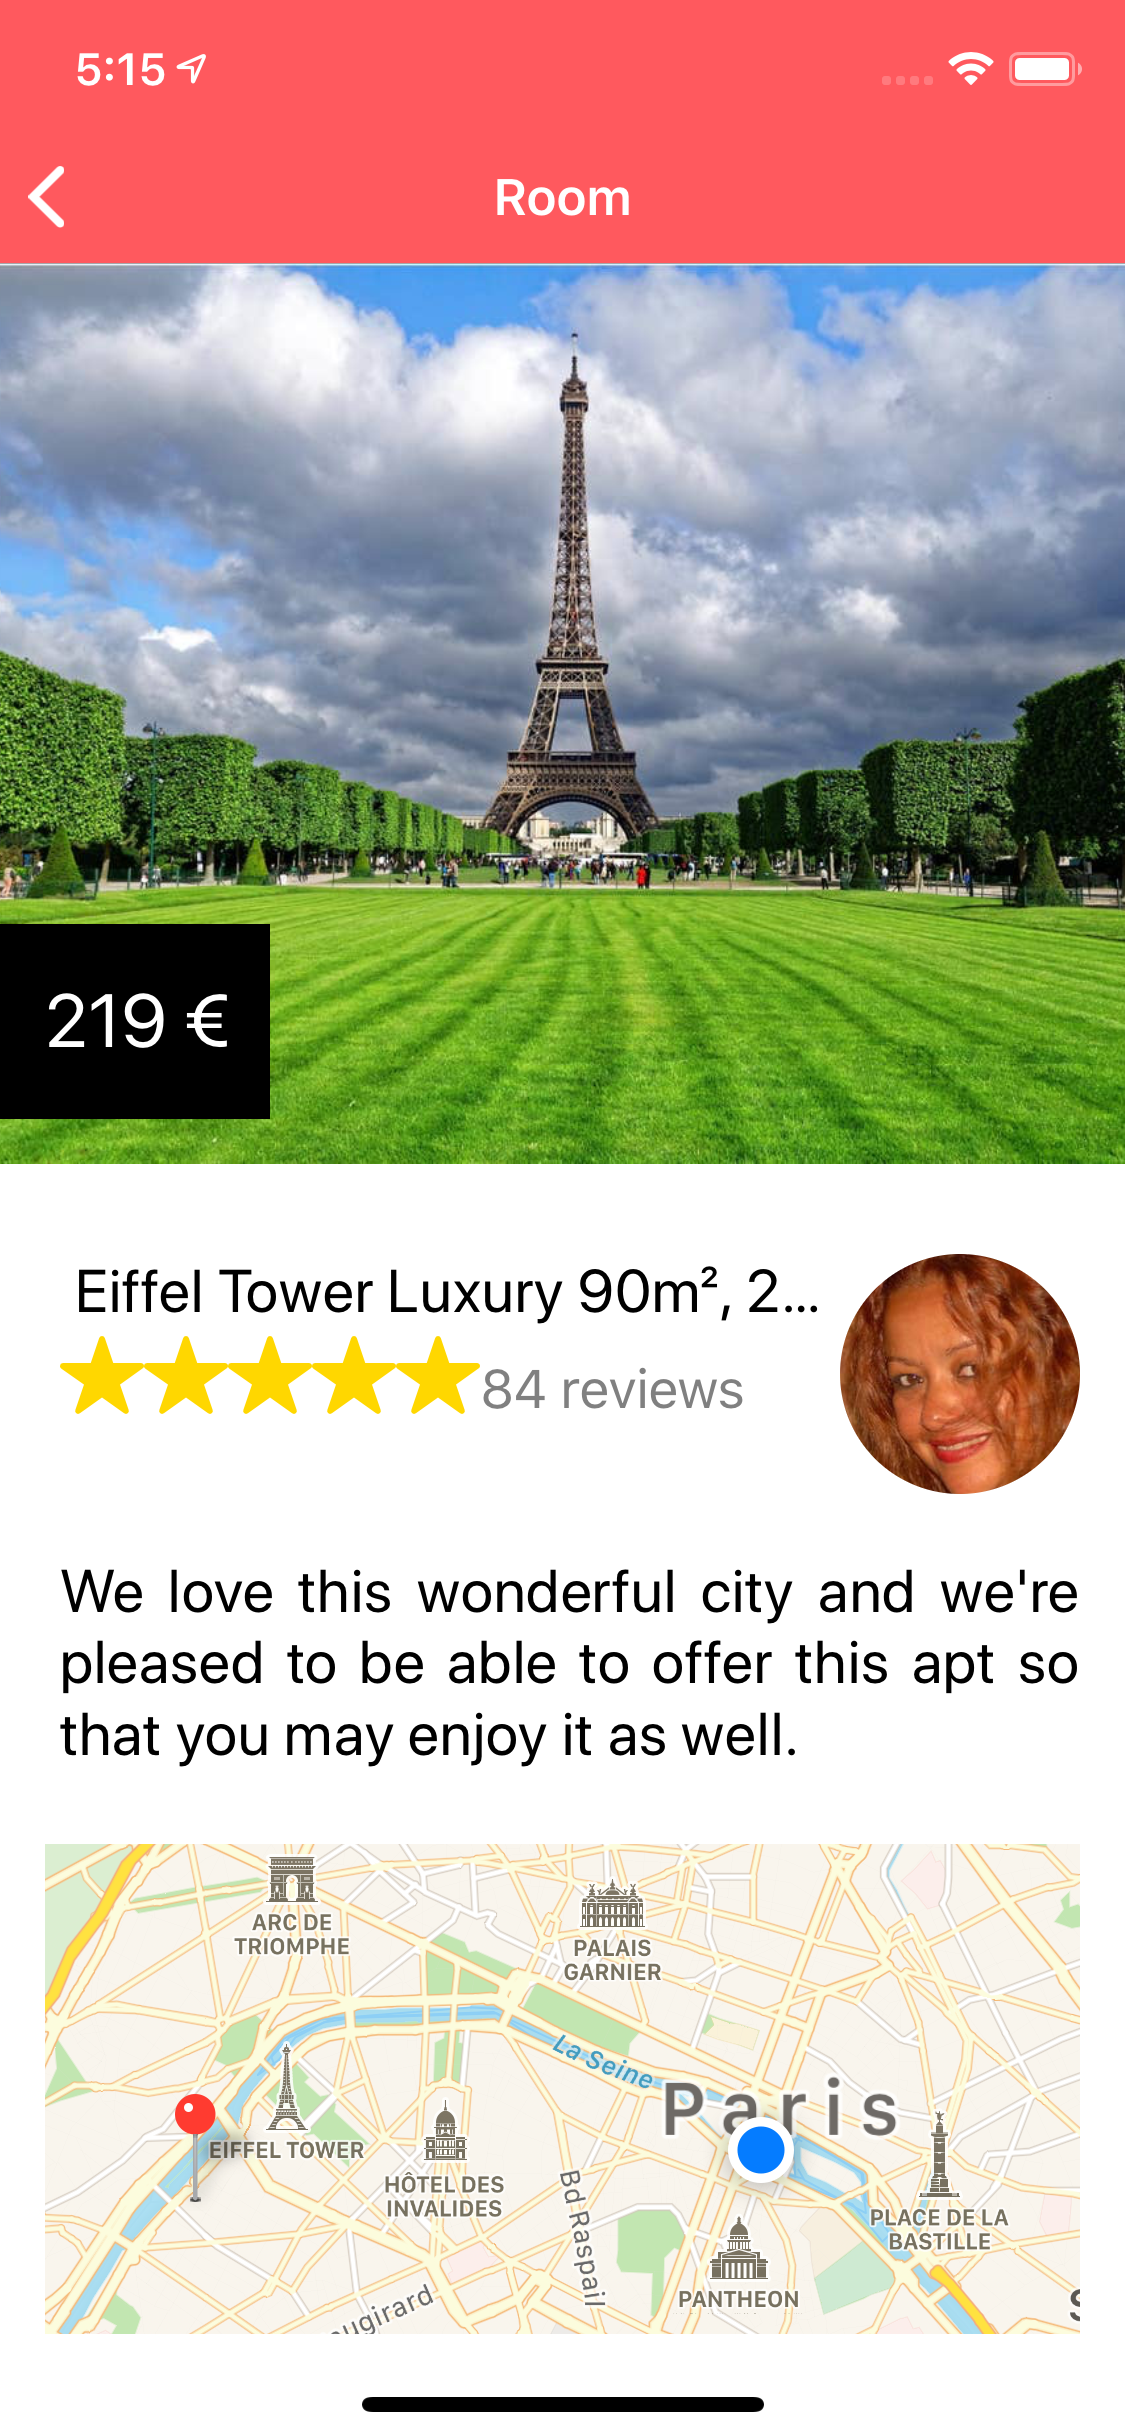 5:15
Room
219 €
Eiffel Tower Luxury 90m², 2...
84 reviews
We love this wonderful city and we're
pleased to be able to offer this apt so
that you may enjoy it as well.
ARC DE
TRIOMPHE
PALAIS
GARNIER
La Seine
Paris
EIFFEL TOWER
HÔTEL DES
INVALIDES
Bd Raspail
PLACE DE LA
BASTILLE
PANTHEON